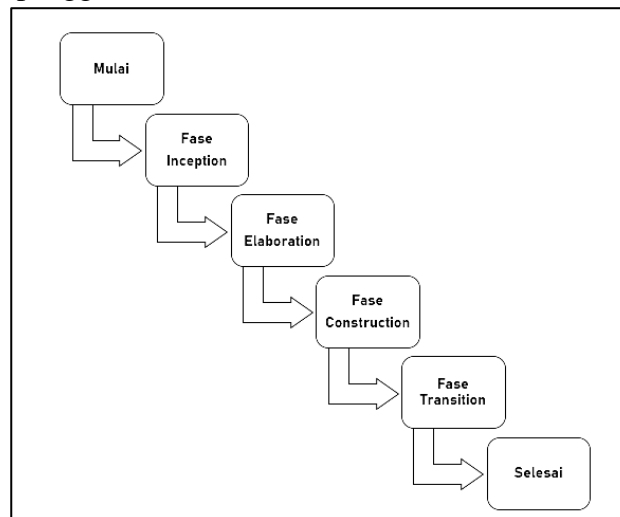 Mulai
Fase
Inception
Fase
Elaboration
Fase
Construction
Fase
Transition
Selesai